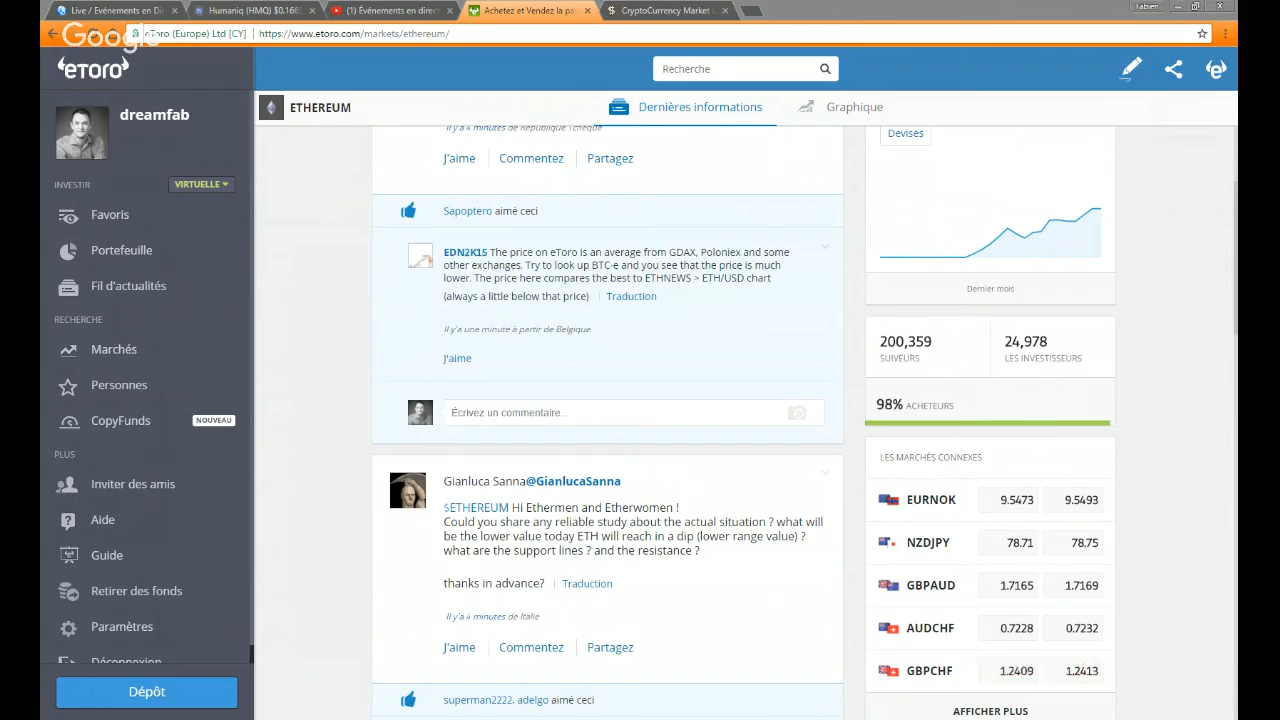 Live / Evénements en Di
Humaniq (HMQ) $0,166
(1) Événements en direct
Achetez et Vendez la pa
CryptoCurrency Market
Fabien
Google
eToro (Europe) Ltd [CY]
https://www.etoro.com/markets/ethereum/
eToro
Recherche
dreamfab
INVESTIR
VIRTUELLE
Favoris
Portefeuille
Fil d'actualités
RECHERCHE
Marchés
Personnes
CopyFunds
NOUVEAU
PLUS
Inviter des amis
Aide
Guide
Retirer des fonds
Paramètres
Déconnexion
Dépôt
ETHEREUM
Dernières informations
Graphique
Il y'a 4 minutes de République Tchèque
J'aime
Commentez
Partagez
Sapoptero aimé ceci
EDN2K15 The price on eToro is an average from GDAX, Poloniex and some
other exchanges. Try to look up BTC-e and you see that the price is much
lower. The price here compares the best to ETHNEWS > ETH/USD chart
(always a little below that price)
Traduction
Il y'a une minute à partir de Belgique
J'aime
Écrivez un commentaire...
Gianluca Sanna@GianlucaSanna
$ETHEREUM Hi Ethermen and Etherwomen !
Could you share any reliable study about the actual situation ? what will
be the lower value today ETH will reach in a dip (lower range value) ?
what are the support lines ? and the resistance ?
thanks in advance?
Traduction
Il y'a 4 minutes de Italie
J'aime
Commentez
Partagez
superman2222, adelgo aimé ceci
Devises
Dernier mois
200,359
SUIVEURS
24,978
LES INVESTISSEURS
98% ACHETEURS
LES MARCHÉS CONNEXES
EURNOK 9.5473 9.5493
NZDJPY 78.71 78.75
GBPAUD 1.7165 1.7169
AUDCHF 0.7228 0.7232
GBPCHF 1.2409 1.2413
AFFICHER PLUS